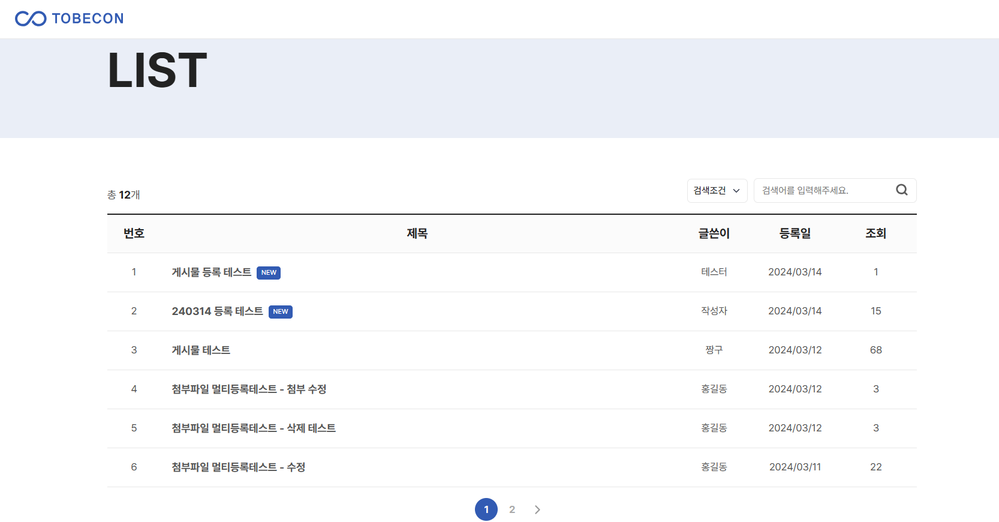 TOBECON
LIST
총 12개
검색조건
검색어를 입력해주세요.
번호 제목 글쓴이 등록일 조회
1 게시물 등록 테스트 NEW 테스터 2024/03/14 1
2 240314 등록 테스트 NEW 작성자 2024/03/14 15
3 게시물 테스트 짱구 2024/03/12 68
4 첨부파일 멀티등록테스트 - 첨부 수정 홍길동 2024/03/12 3
5 첨부파일 멀티등록테스트 - 삭제 테스트 홍길동 2024/03/12 3
6 첨부파일 멀티등록테스트 - 수정 홍길동 2024/03/11 22
1 2